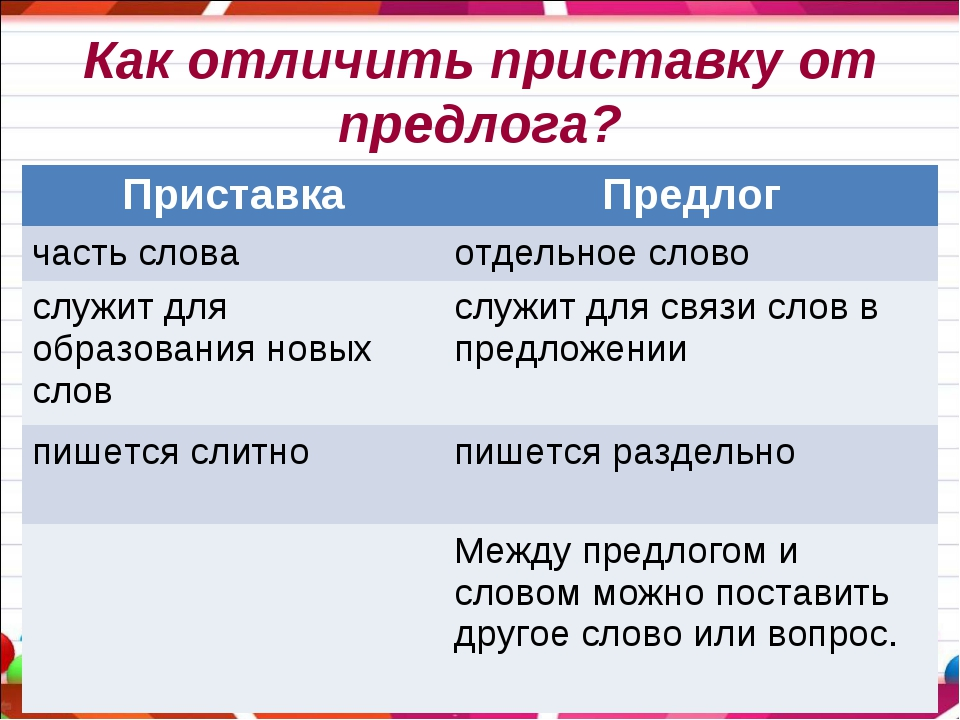 Как отличить приставку от
предлога?
Приставка
Предлог
часть слова
отдельное слово
служит для
образования новых
слов
служит для связи слов в
предложении
пишется слитно
пишется раздельно
Между предлогом и
словом можно поставить
другое слово или вопрос.